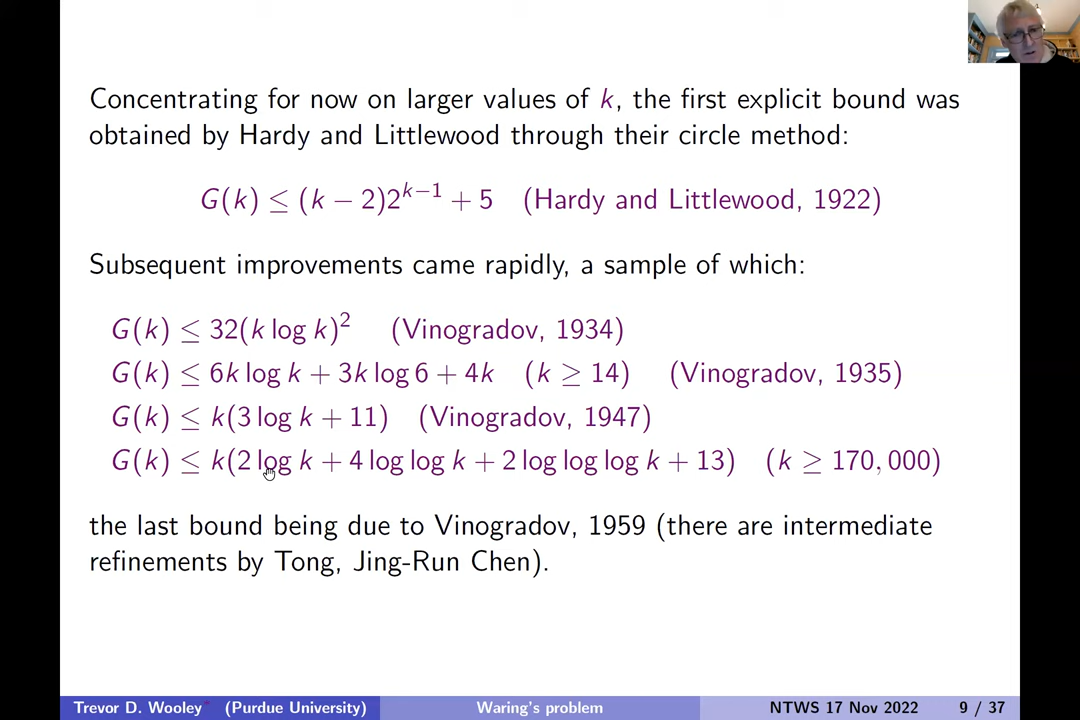 Concentrating for now on larger values of k, the first explicit bound was
obtained by Hardy and Littlewood through their circle method:
G(k) ≤ (k − 2)2^{k−1} + 5 (Hardy and Littlewood, 1922)
Subsequent improvements came rapidly, a sample of which:
G(k) ≤ 32(k log k)² (Vinogradov, 1934)
G(k) ≤ 6k log k + 3k log 6 + 4k (k ≥ 14) (Vinogradov, 1935)
G(k) ≤ k(3 log k + 11) (Vinogradov, 1947)
G(k) ≤ k(2 log k + 4 log log k + 2 log log log k + 13) (k ≥ 170,000)
the last bound being due to Vinogradov, 1959 (there are intermediate
refinements by Tong, Jing-Run Chen).
Trevor D. Wooley* (Purdue University) Waring's problem NTWS 17 Nov 2022 9 / 37